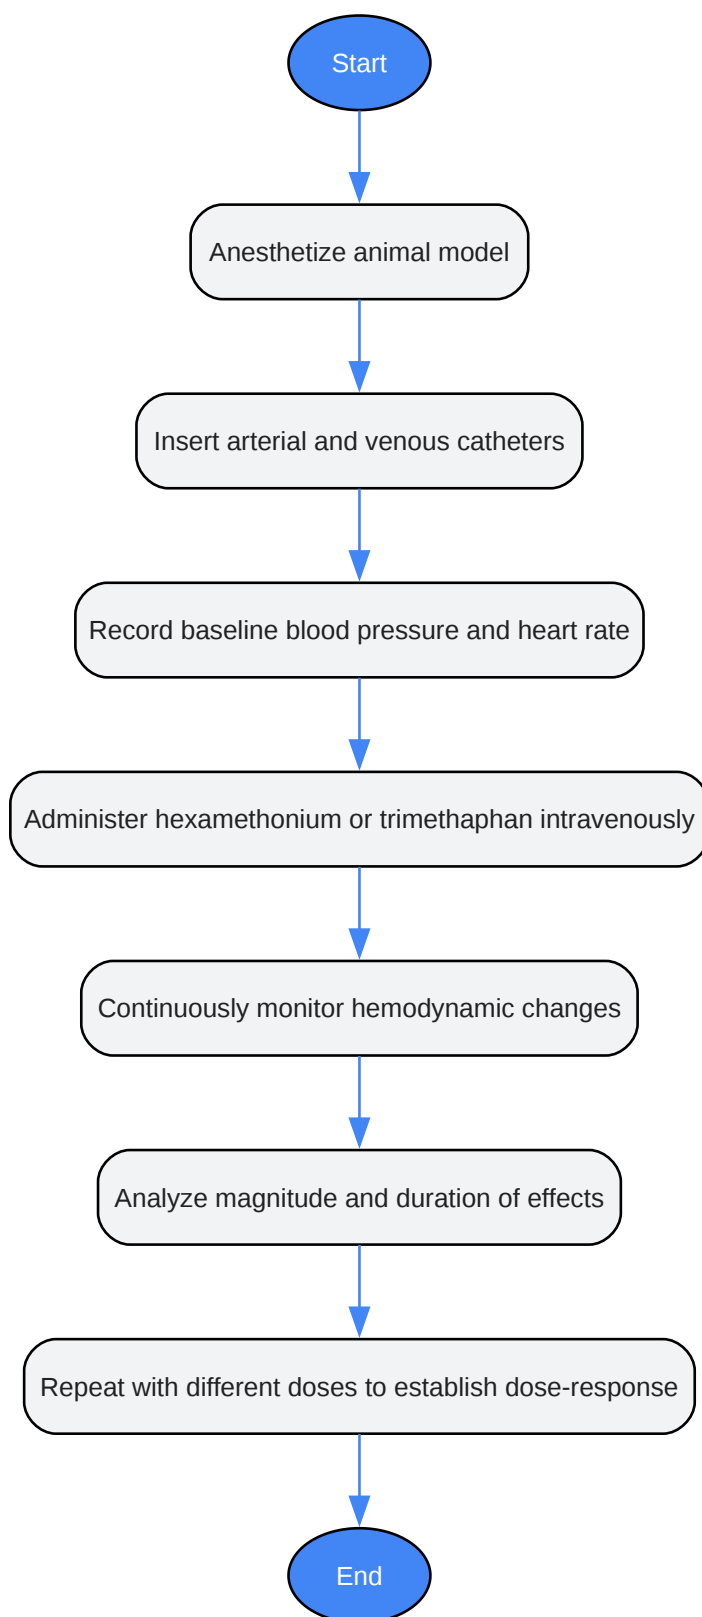 Start
Anesthetize animal model
Insert arterial and venous catheters
Record baseline blood pressure and heart rate
Administer hexamethonium or trimethaphan intravenously
Continuously monitor hemodynamic changes
Analyze magnitude and duration of effects
Repeat with different doses to establish dose-response
End